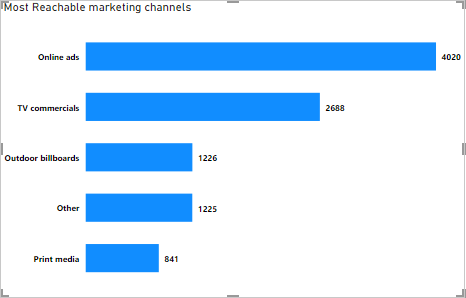 Most Reachable marketing channels
Online ads 4020
TV commercials 2688
Outdoor billboards 1226
Other 1225
Print media 841